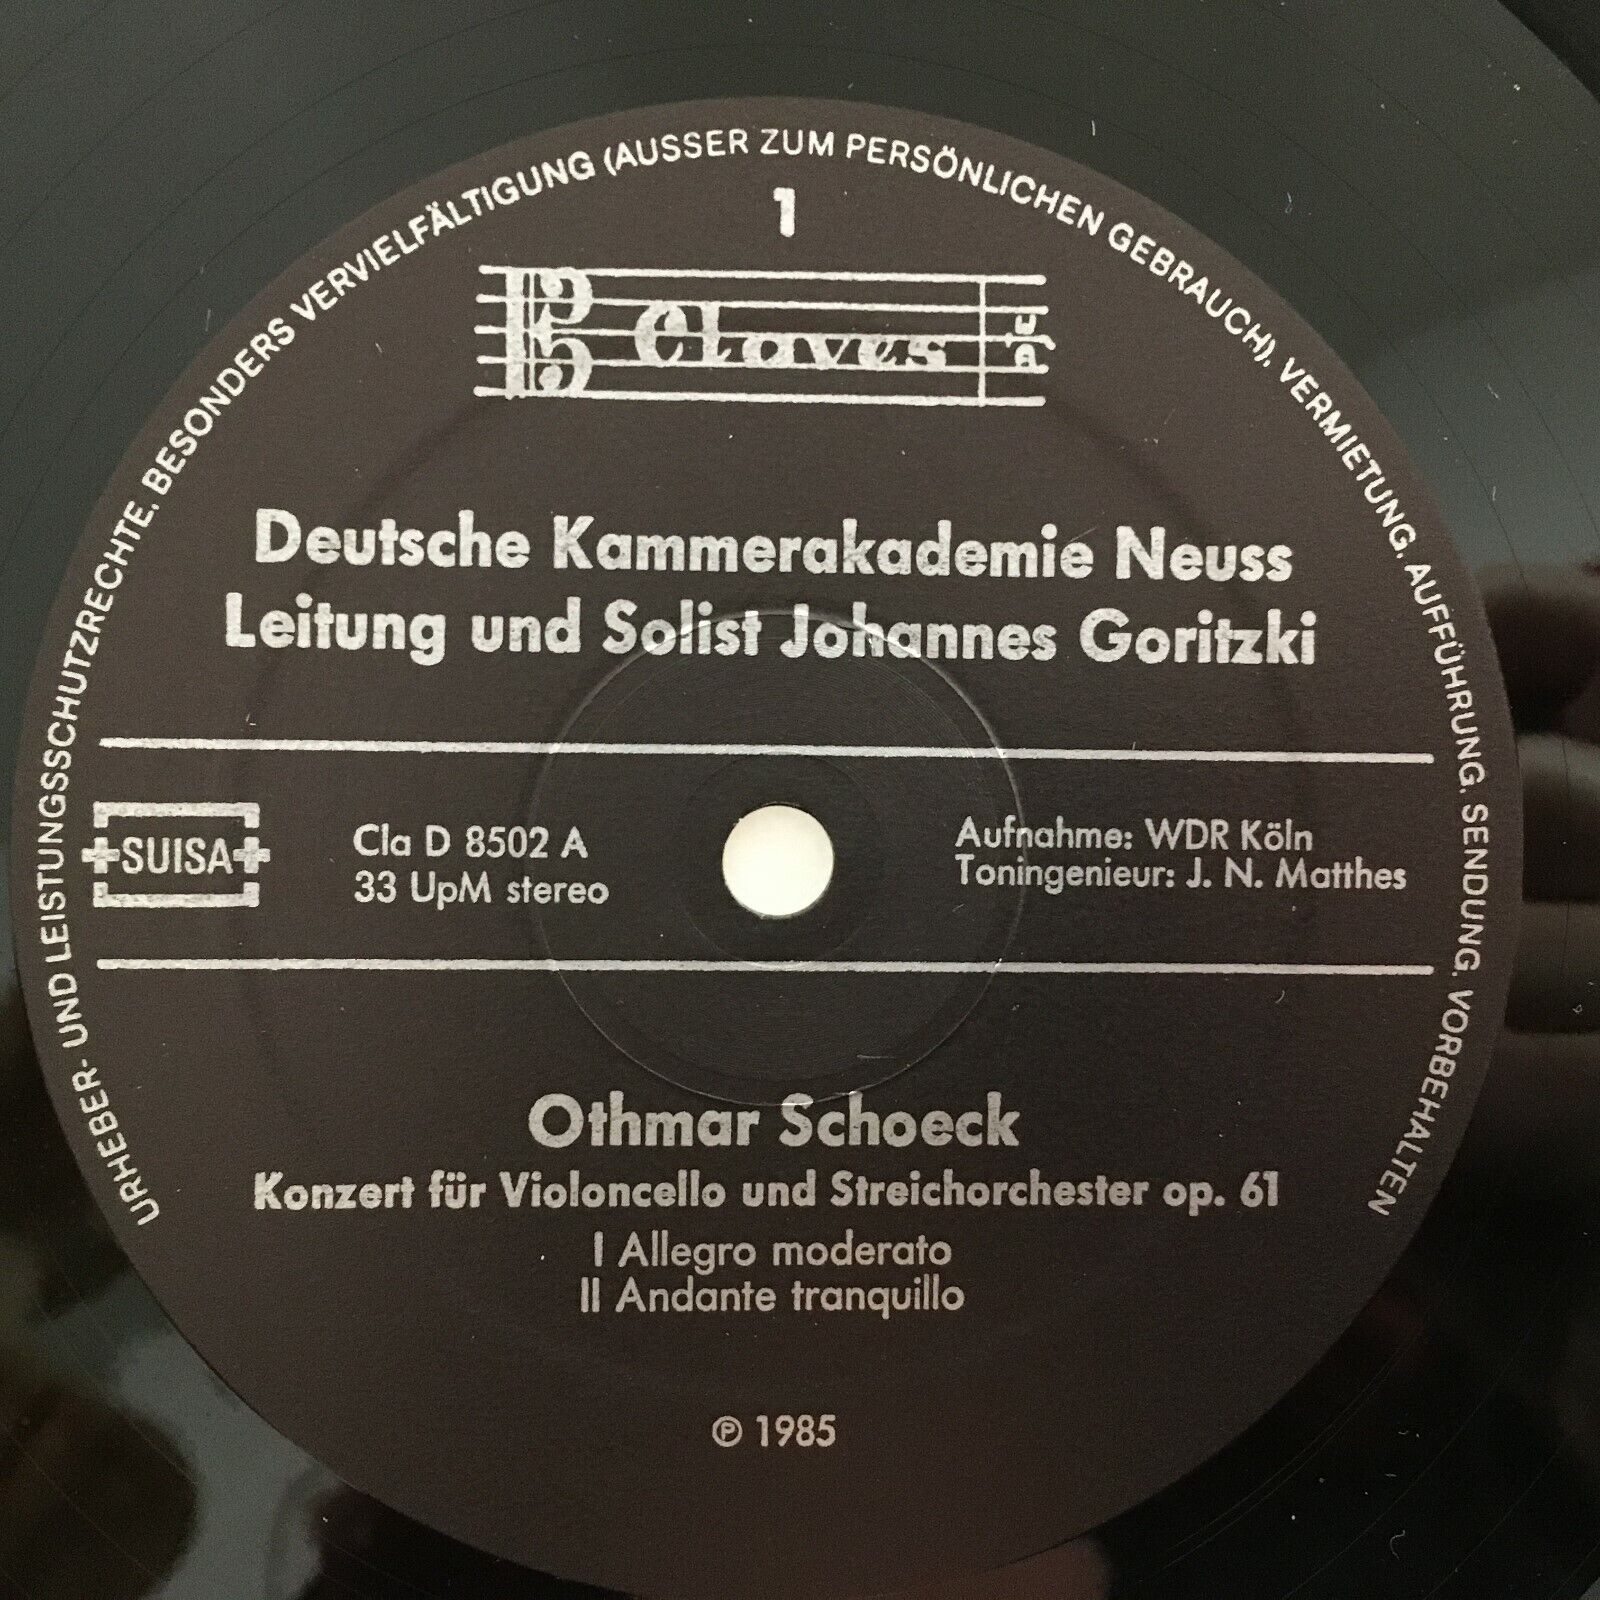 URHEBER- UND LEISTUNGSSCHUTZRECHTE, BESONDERS VERVIELFÄLTIGUNG (AUSSER ZUM PERSÖNLICHEN GEBRAUCH), VERMIETUNG, AUFFÜHRUNG, SENDUNG, VORBEHALTEN
1
Claves
Deutsche Kammerakademie Neuss
Leitung und Solist Johannes Goritzki
SUISA
Cla D 8502 A
33 UpM stereo
Aufnahme: WDR Köln
Toningenieur: J. N. Matthes
Othmar Schoeck
Konzert für Violoncello und Streichorchester op. 61
I Allegro moderato
II Andante tranquillo
℗ 1985